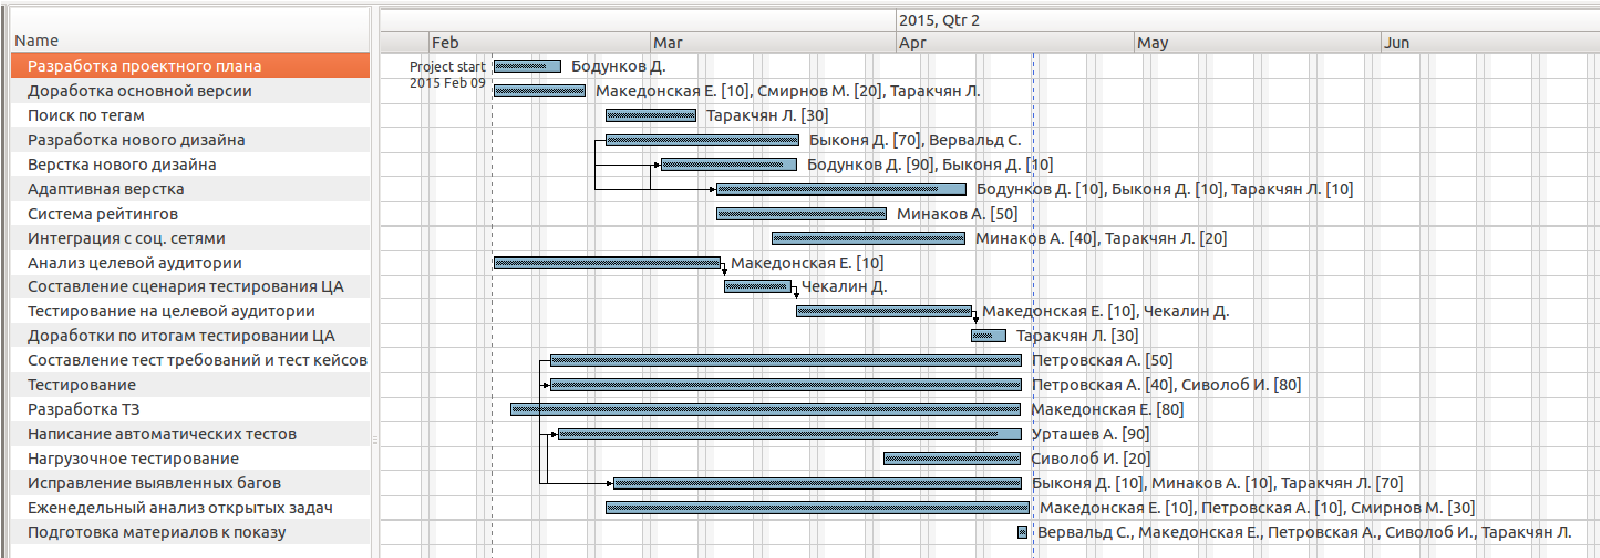 2015, Qtr 2
Name
Feb
Mar
Apr
May
Jun
Разработка проектного плана
Project start
2015 Feb 09
Бодунков Д.
Доработка основной версии
Македонская Е. [10], Смирнов М. [20], Таракчян Л.
Поиск по тегам
Таракчян Л. [30]
Разработка нового дизайна
Быконя Д. [70], Вервальд С.
Верстка нового дизайна
Бодунков Д. [90], Быконя Д. [10]
Адаптивная верстка
Бодунков Д. [10], Быконя Д. [10], Таракчян Л. [10]
Система рейтингов
Минаков А. [50]
Интеграция с соц. сетями
Минаков А. [40], Таракчян Л. [20]
Анализ целевой аудитории
Македонская Е. [10]
Составление сценария тестирования ЦА
Чекалин Д.
Тестирование на целевой аудитории
Македонская Е. [10], Чекалин Д.
Доработки по итогам тестировании ЦА
Таракчян Л. [30]
Составление тест требований и тест кейсов
Петровская А. [50]
Тестирование
Петровская А. [40], Сиволоб И. [80]
Разработка ТЗ
Македонская Е. [80]
Написание автоматических тестов
Урташев А. [90]
Нагрузочное тестирование
Сиволоб И. [20]
Исправление выявленных багов
Быконя Д. [10], Минаков А. [10], Таракчян Л. [70]
Еженедельный анализ открытых задач
Македонская Е. [10], Петровская А. [10], Смирнов М. [30]
Подготовка материалов к показу
Вервальд С., Македонская Е., Петровская А., Сиволоб И., Таракчян Л.